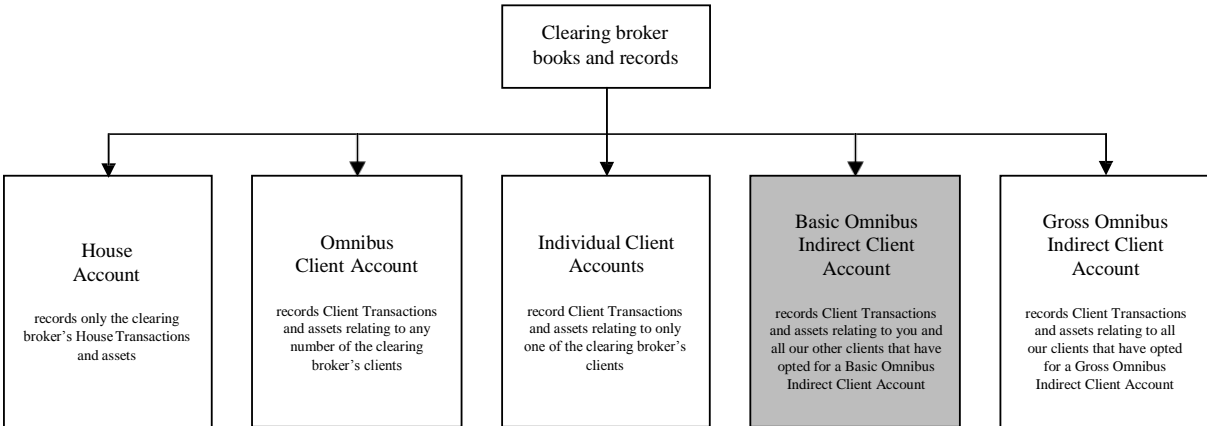 Clearing broker
books and records
House
Account
records only the clearing
broker's House Transactions
and assets
Omnibus
Client Account
records Client Transactions
and assets relating to any
number of the clearing
broker's clients
Individual Client
Accounts
record Client Transactions
and assets relating to only
one of the clearing broker's
clients
Basic Omnibus
Indirect Client
Account
records Client Transactions
and assets relating to you and
all our other clients that have
opted for a Basic Omnibus
Indirect Client Account
Gross Omnibus
Indirect Client
Account
records Client Transactions
and assets relating to all
our clients that have opted
for a Gross Omnibus
Indirect Client Account